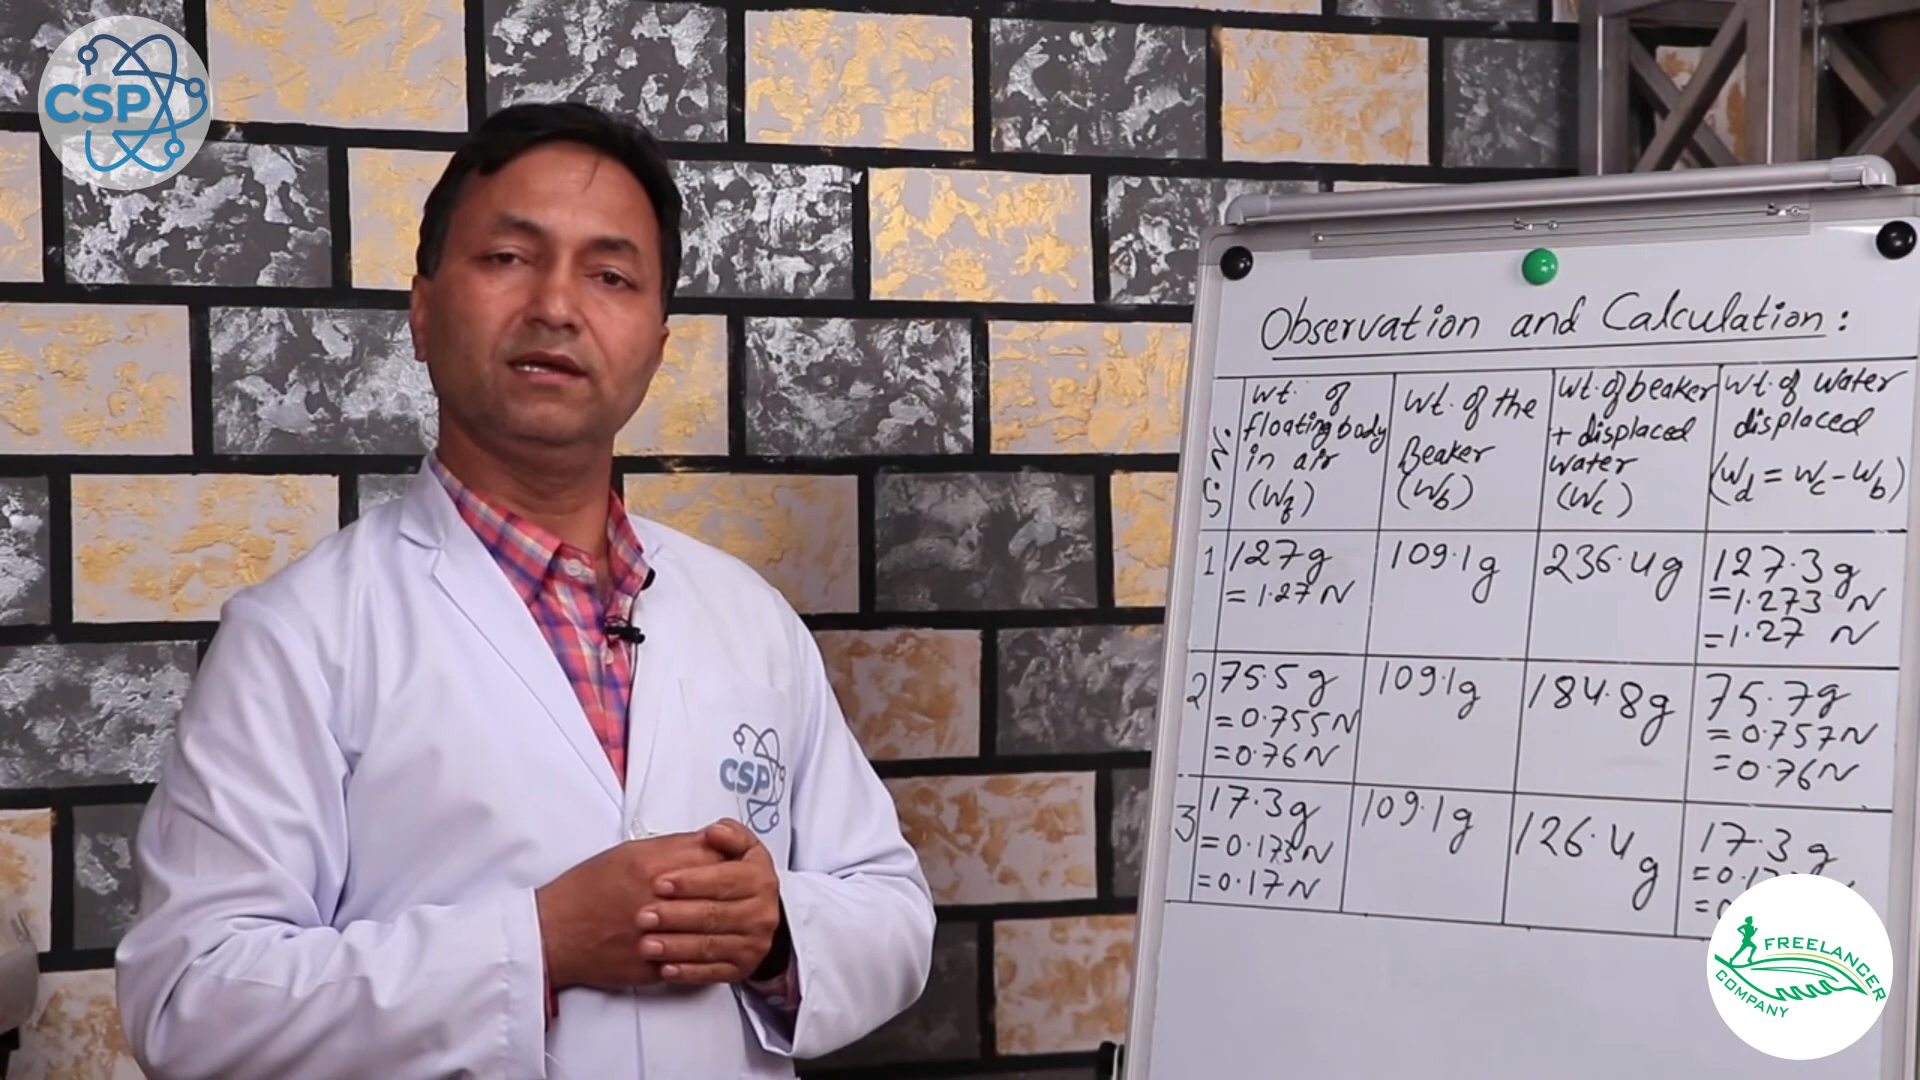 CSP
Observation and Calculation:
S.N.
wt. of
floating body
in air
(Wf)
wt. of the
Beaker
(Wb)
wt. of beaker
+ displaced
water
(Wc)
wt. of water
displaced
(Wd = Wc - Wb)
1
127g
= 1.27 N
109.1g
236.4g
127.3g
= 1.273 N
= 1.27 N
2
75.5g
= 0.755N
= 0.76N
109.1g
184.8g
75.7g
= 0.757N
= 0.76N
3
17.3g
= 0.173N
= 0.17N
109.1g
126.4g
17.3g
CSP
FREELANCER
COMPANY